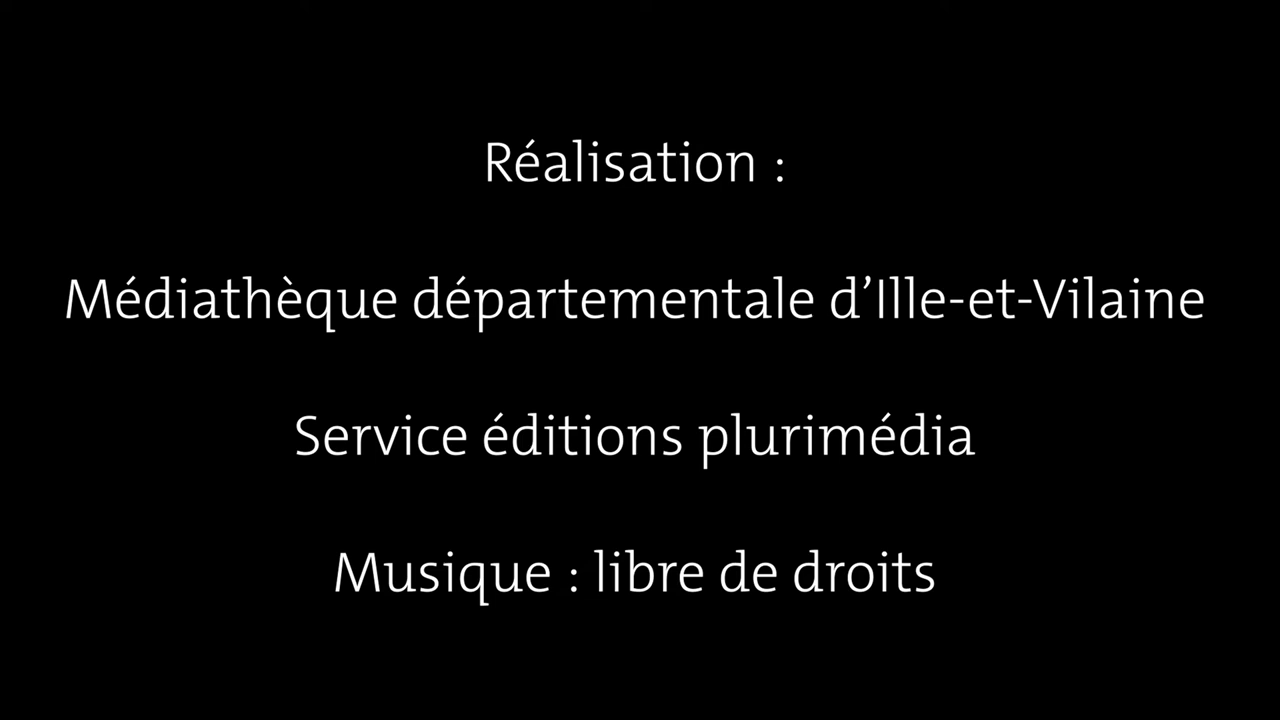 Réalisation :
Médiathèque départementale d’Ille-et-Vilaine
Service éditions plurimédia
Musique : libre de droits